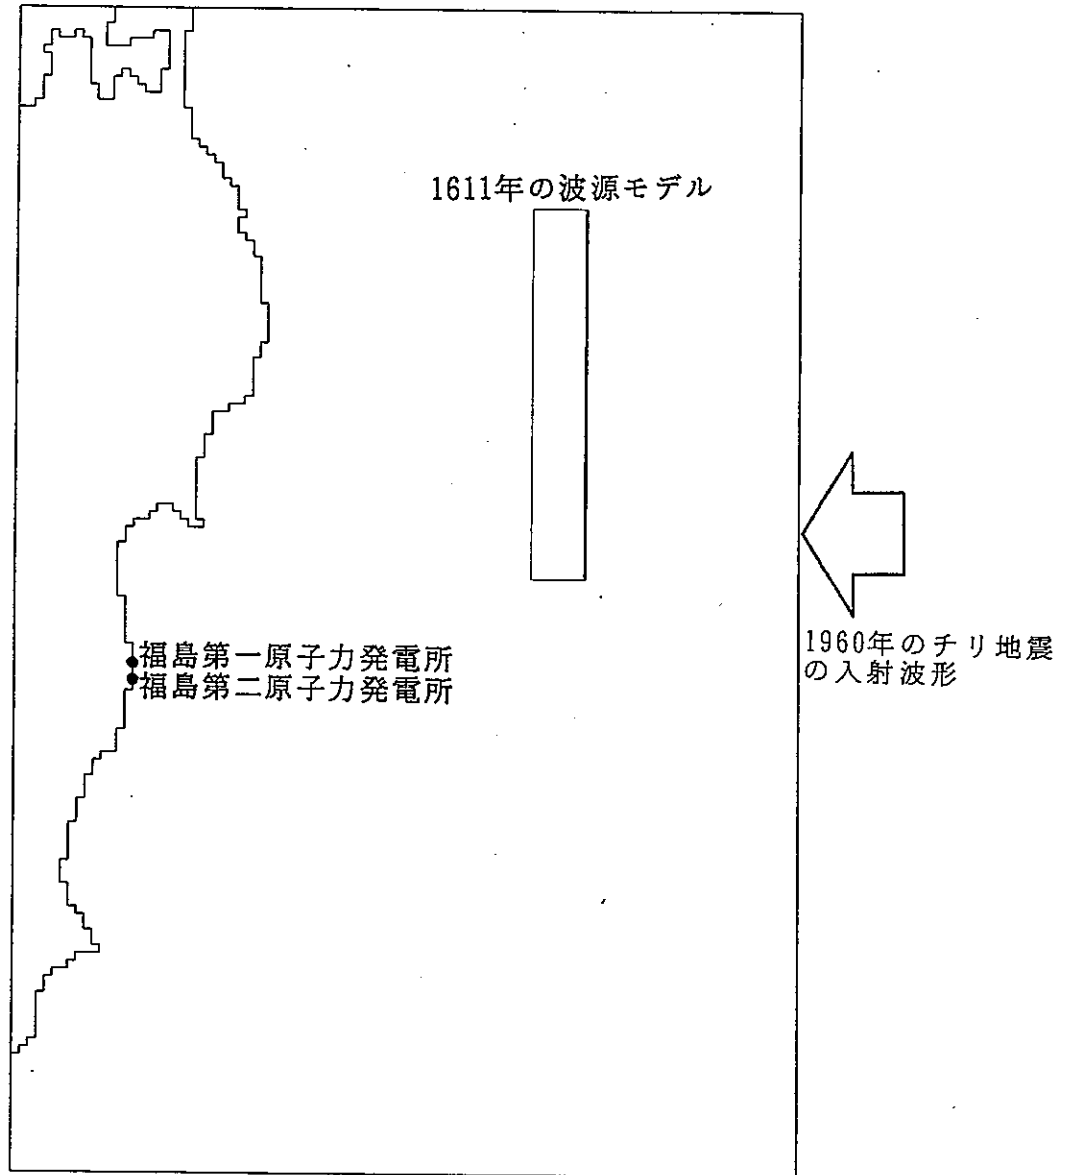 1611年の波源モデル
福島第一原子力発電所
福島第二原子力発電所
1960年のチリ地震
の入射波形